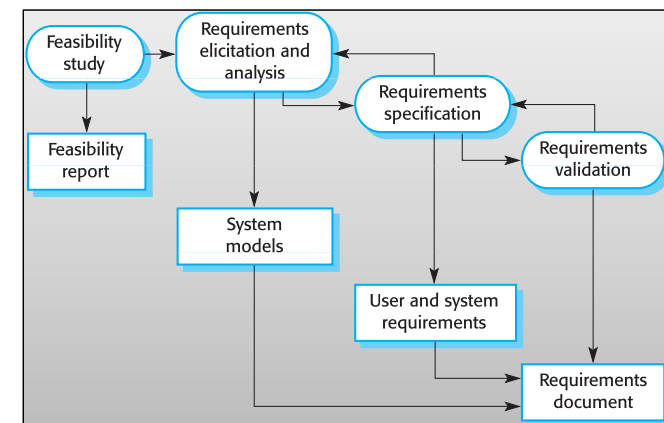 Feasibility
study
Requirements
elicitation and
analysis
Requirements
specification
Requirements
validation
Feasibility
report
System
models
User and system
requirements
Requirements
document